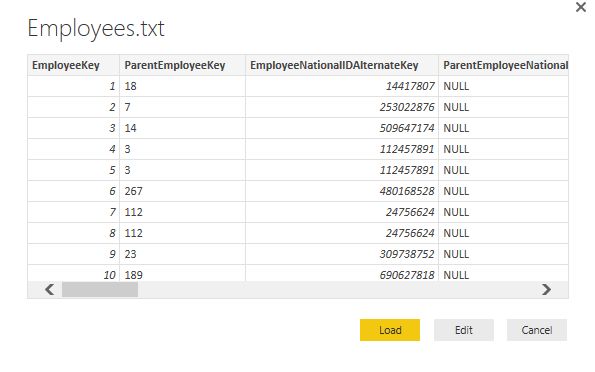 Employees.txt
EmployeeKey ParentEmployeeKey EmployeeNationalIDAlternateKey ParentEmployeeNational
1 18 14417807 NULL
2 7 253022876 NULL
3 14 509647174 NULL
4 3 112457891 NULL
5 3 112457891 NULL
6 267 480168528 NULL
7 112 24756624 NULL
8 112 24756624 NULL
9 23 309738752 NULL
10 189 690627818 NULL
Load Edit Cancel